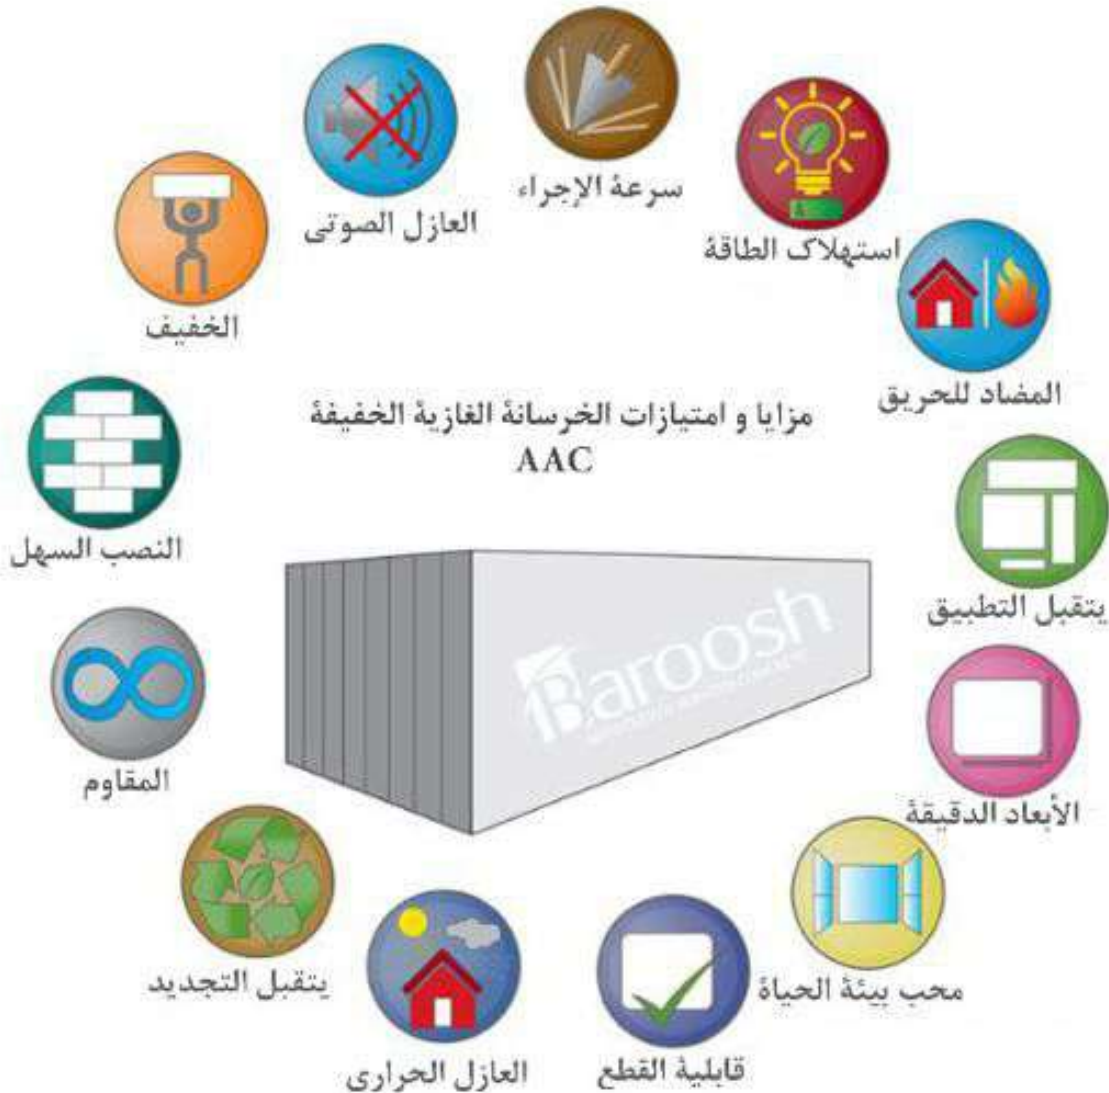 سرعة الإجراء
العازل الصوتى
استهلاک الطاقة
الخفيف
المضاد للحريق
مزايا و امتيازات الخرسانة الغازية الخفيفة
AAC
النصب السهل
يتقبل التطبيق
Baroosh
المقاوم
الأبعاد الدقيقة
يتقبل التجديد
محب بيئة الحياة
العازل الحرارى
قابلية القطع